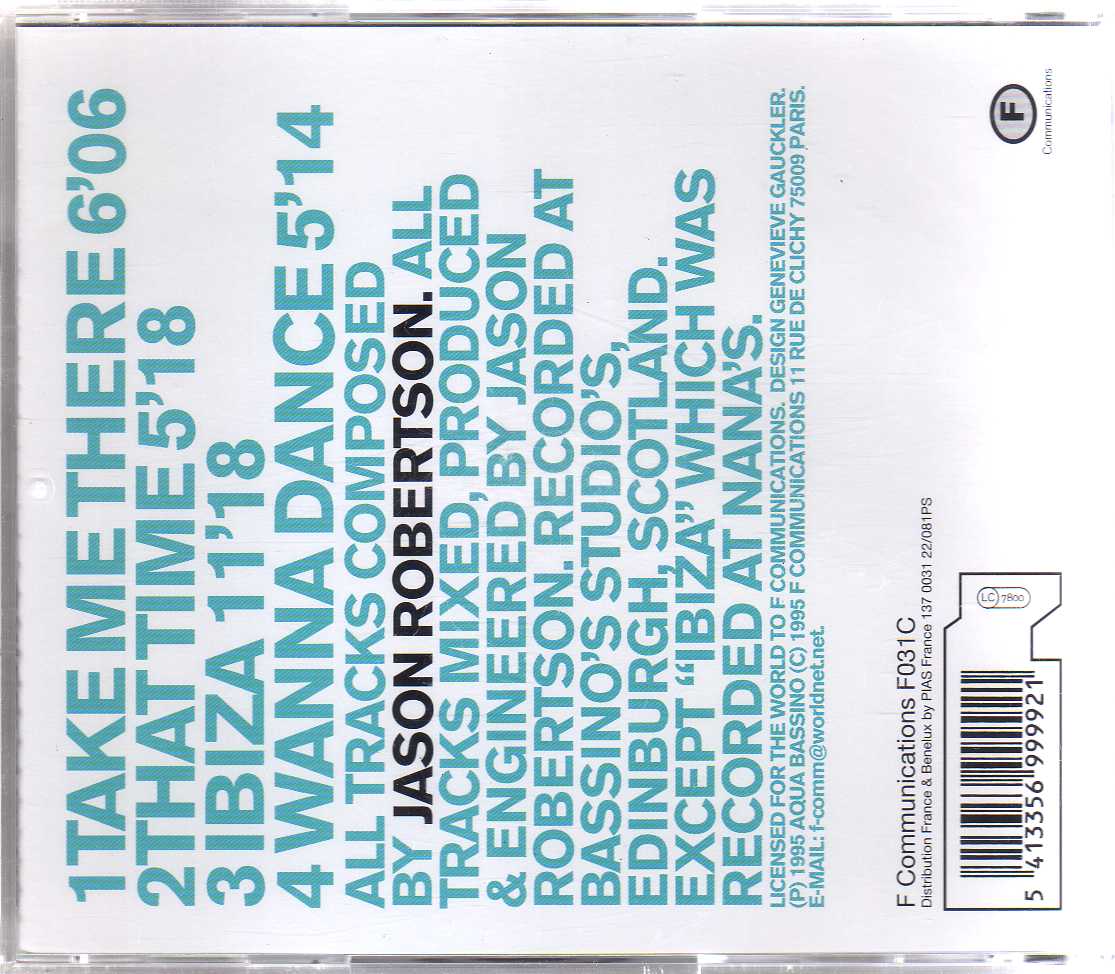 1 TAKE ME THERE 6'06
2 THAT TIME 5'18
3 IBIZA 11'18
4 WANNA DANCE 5'14
ALL TRACKS COMPOSED
BY JASON ROBERTSON. ALL
TRACKS MIXED, PRODUCED
& ENGINEERED BY JASON
ROBERTSON. RECORDED AT
BASSINO'S STUDIO'S,
EDINBURGH, SCOTLAND.
EXCEPT “IBIZA” WHICH WAS
RECORDED AT NANA'S.
LICENSED FOR THE WORLD TO F COMMUNICATIONS. DESIGN GENEVIEVE GAUCKLER.
(P) 1995 AQUA BASSINO (C) 1995 F COMMUNICATIONS 11 RUE DE CLICHY 75009 PARIS.
E-MAIL: f-comm@worldnet.net.
F Communications F031C
Distribution France & Benelux by PIAS France 137 0031 22/081PS
5 413356 999921
LC 7800
F
Communications